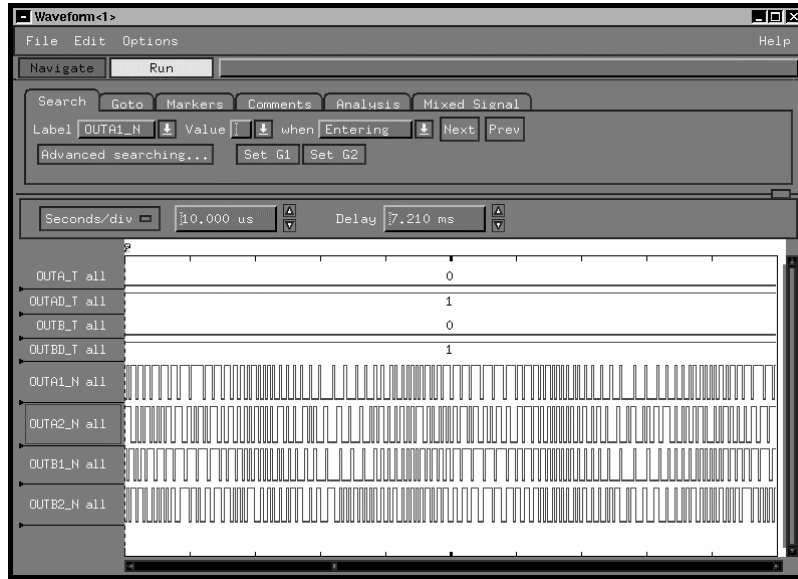 Waveform<1>
File Edit Options Help
Navigate Run
Search Goto Markers Comments Analysis Mixed Signal
Label OUTA1_N Value when Entering Next Prev
Advanced searching... Set G1 Set G2
Seconds/div 10.000 us Delay 7.210 ms
OUTA_T all 0
OUTAD_T all 1
OUTB_T all 0
OUTBD_T all 1
OUTA1_N all
OUTA2_N all
OUTB1_N all
OUTB2_N all